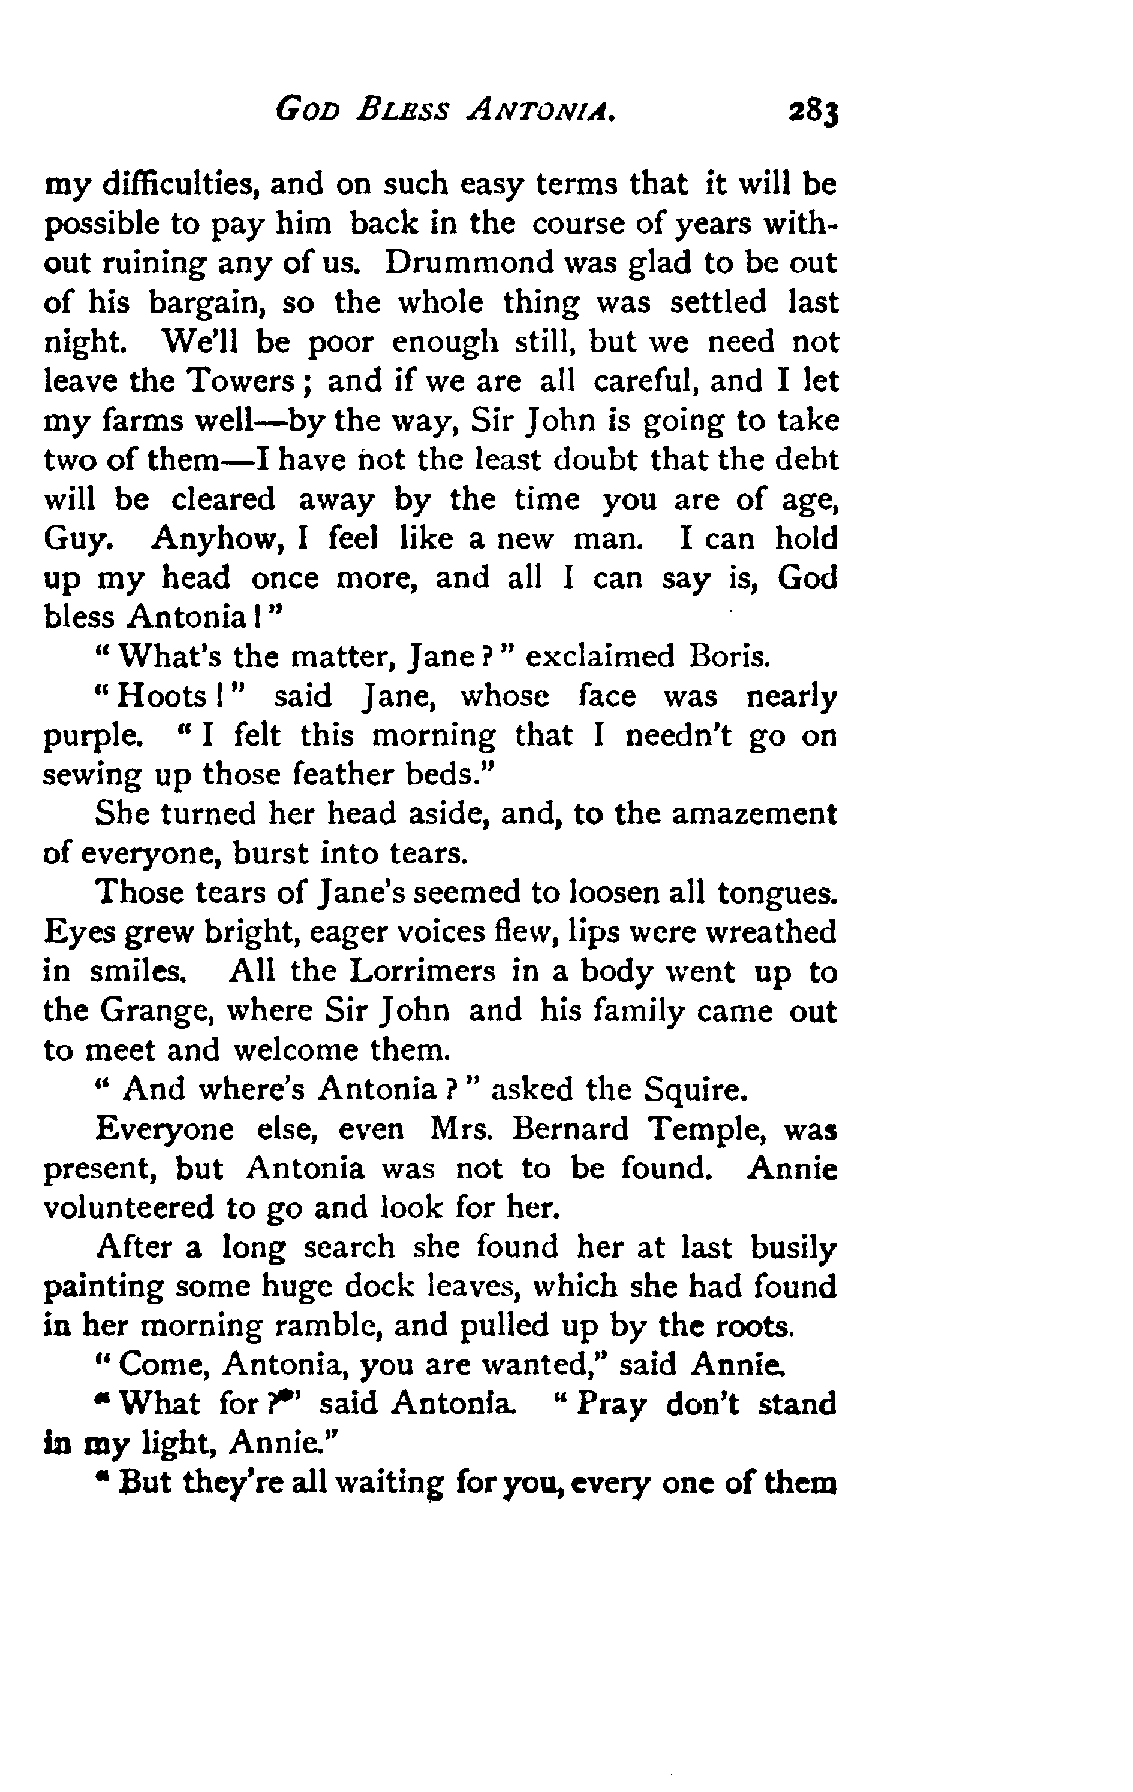 GOD BLESS ANTONIA. 283
my difficulties, and on such easy terms that it will be
possible to pay him back in the course of years with-
out ruining any of us. Drummond was glad to be out
of his bargain, so the whole thing was settled last
night. We'll be poor enough still, but we need not
leave the Towers; and if we are all careful, and I let
my farms well—by the way, Sir John is going to take
two of them—I have not the least doubt that the debt
will be cleared away by the time you are of age,
Guy. Anyhow, I feel like a new man. I can hold
up my head once more, and all I can say is, God
bless Antonia!"
"What's the matter, Jane?" exclaimed Boris.
"Hoots!" said Jane, whose face was nearly
purple. "I felt this morning that I needn't go on
sewing up those feather beds."
She turned her head aside, and, to the amazement
of everyone, burst into tears.
Those tears of Jane's seemed to loosen all tongues.
Eyes grew bright, eager voices flew, lips were wreathed
in smiles. All the Lorrimers in a body went up to
the Grange, where Sir John and his family came out
to meet and welcome them.
"And where's Antonia?" asked the Squire.
Everyone else, even Mrs. Bernard Temple, was
present, but Antonia was not to be found. Annie
volunteered to go and look for her.
After a long search she found her at last busily
painting some huge dock leaves, which she had found
in her morning ramble, and pulled up by the roots.
"Come, Antonia, you are wanted," said Annie.
"What for?" said Antonia. "Pray don't stand
in my light, Annie."
"But they're all waiting for you, every one of them